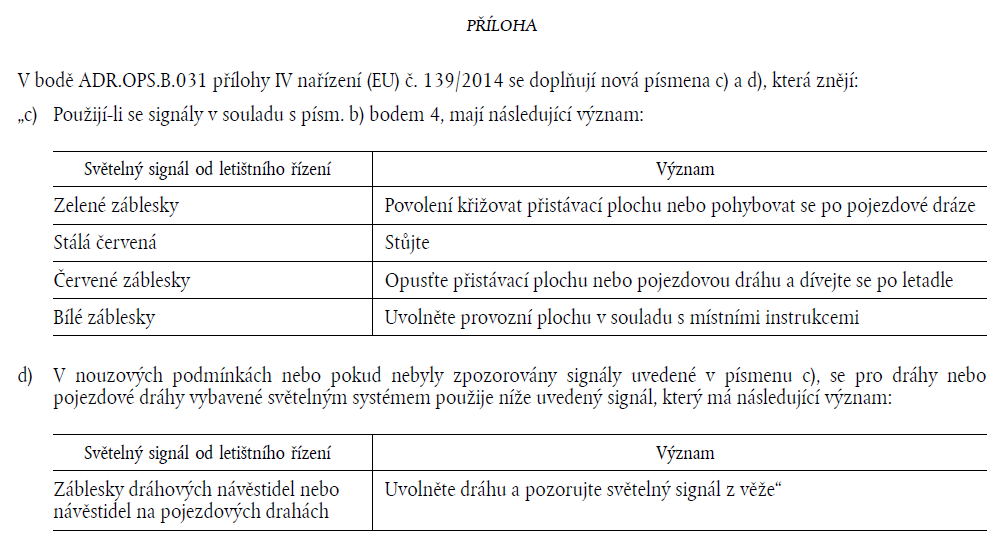 PŘÍLOHA
V bodě ADR.OPS.B.031 přílohy IV nařízení (EU) č. 139/2014 se doplňují nová písmena c) a d), která znějí:
„c) Použijí-li se signály v souladu s písm. b) bodem 4, mají následující význam:
Světelný signál od letištního řízení Význam
Zelené záblesky Povolení křižovat přistávací plochu nebo pohybovat se po pojezdové dráze
Stálá červená Stůjte
Červené záblesky Opusťte přistávací plochu nebo pojezdovou dráhu a dívejte se po letadle
Bílé záblesky Uvolněte provozní plochu v souladu s místními instrukcemi
d) V nouzových podmínkách nebo pokud nebyly zpozorovány signály uvedené v písmenu c), se pro dráhy nebo
pojezdové dráhy vybavené světelným systémem použije níže uvedený signál, který má následující význam:
Světelný signál od letištního řízení Význam
Záblesky dráhových návěstidel nebo Uvolněte dráhu a pozorujte světelný signál z věže“
návěstidel na pojezdových drahách